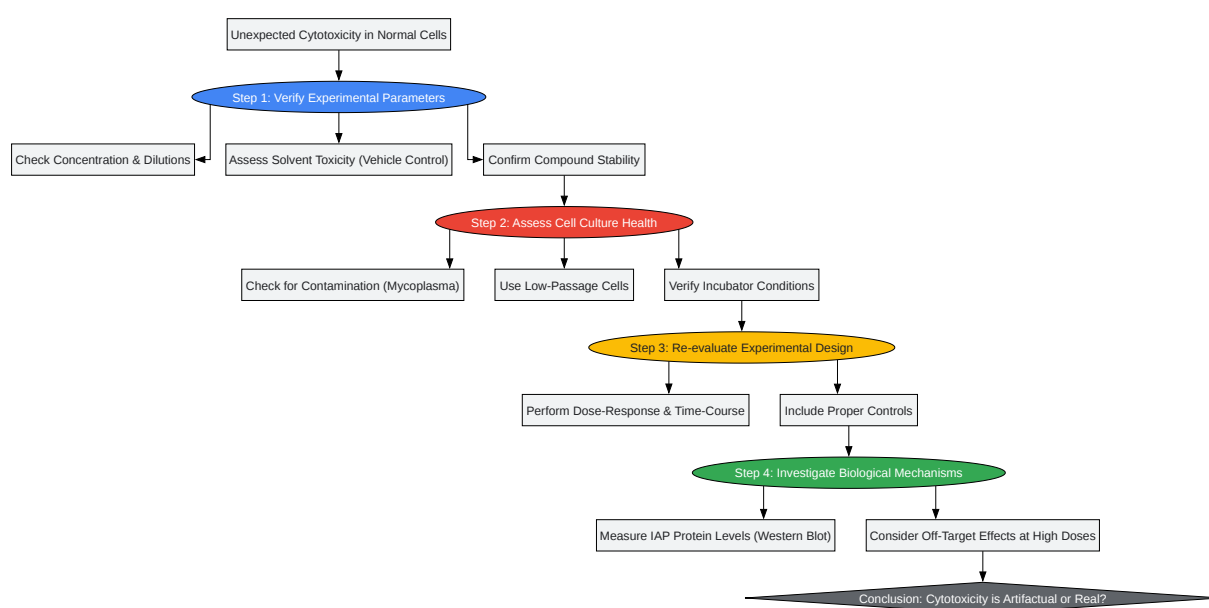 Unexpected Cytotoxicity in Normal Cells
Step 1: Verify Experimental Parameters
Check Concentration & Dilutions
Assess Solvent Toxicity (Vehicle Control)
Confirm Compound Stability
Step 2: Assess Cell Culture Health
Check for Contamination (Mycoplasma)
Use Low-Passage Cells
Verify Incubator Conditions
Step 3: Re-evaluate Experimental Design
Perform Dose-Response & Time-Course
Include Proper Controls
Step 4: Investigate Biological Mechanisms
Measure IAP Protein Levels (Western Blot)
Consider Off-Target Effects at High Doses
Conclusion: Cytotoxicity is Artifactual or Real?